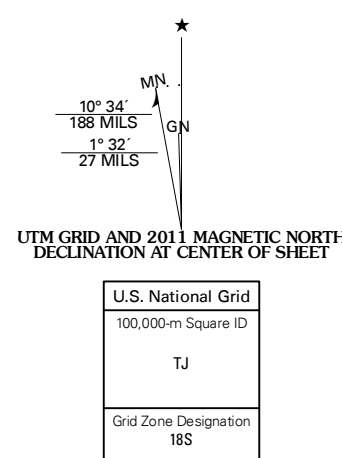 ★
MN
10° 34´
188 MILS
GN
1° 32´
27 MILS
UTM GRID AND 2011 MAGNETIC NORTH
DECLINATION AT CENTER OF SHEET
U.S. National Grid
100,000-m Square ID
TJ
Grid Zone Designation
18S